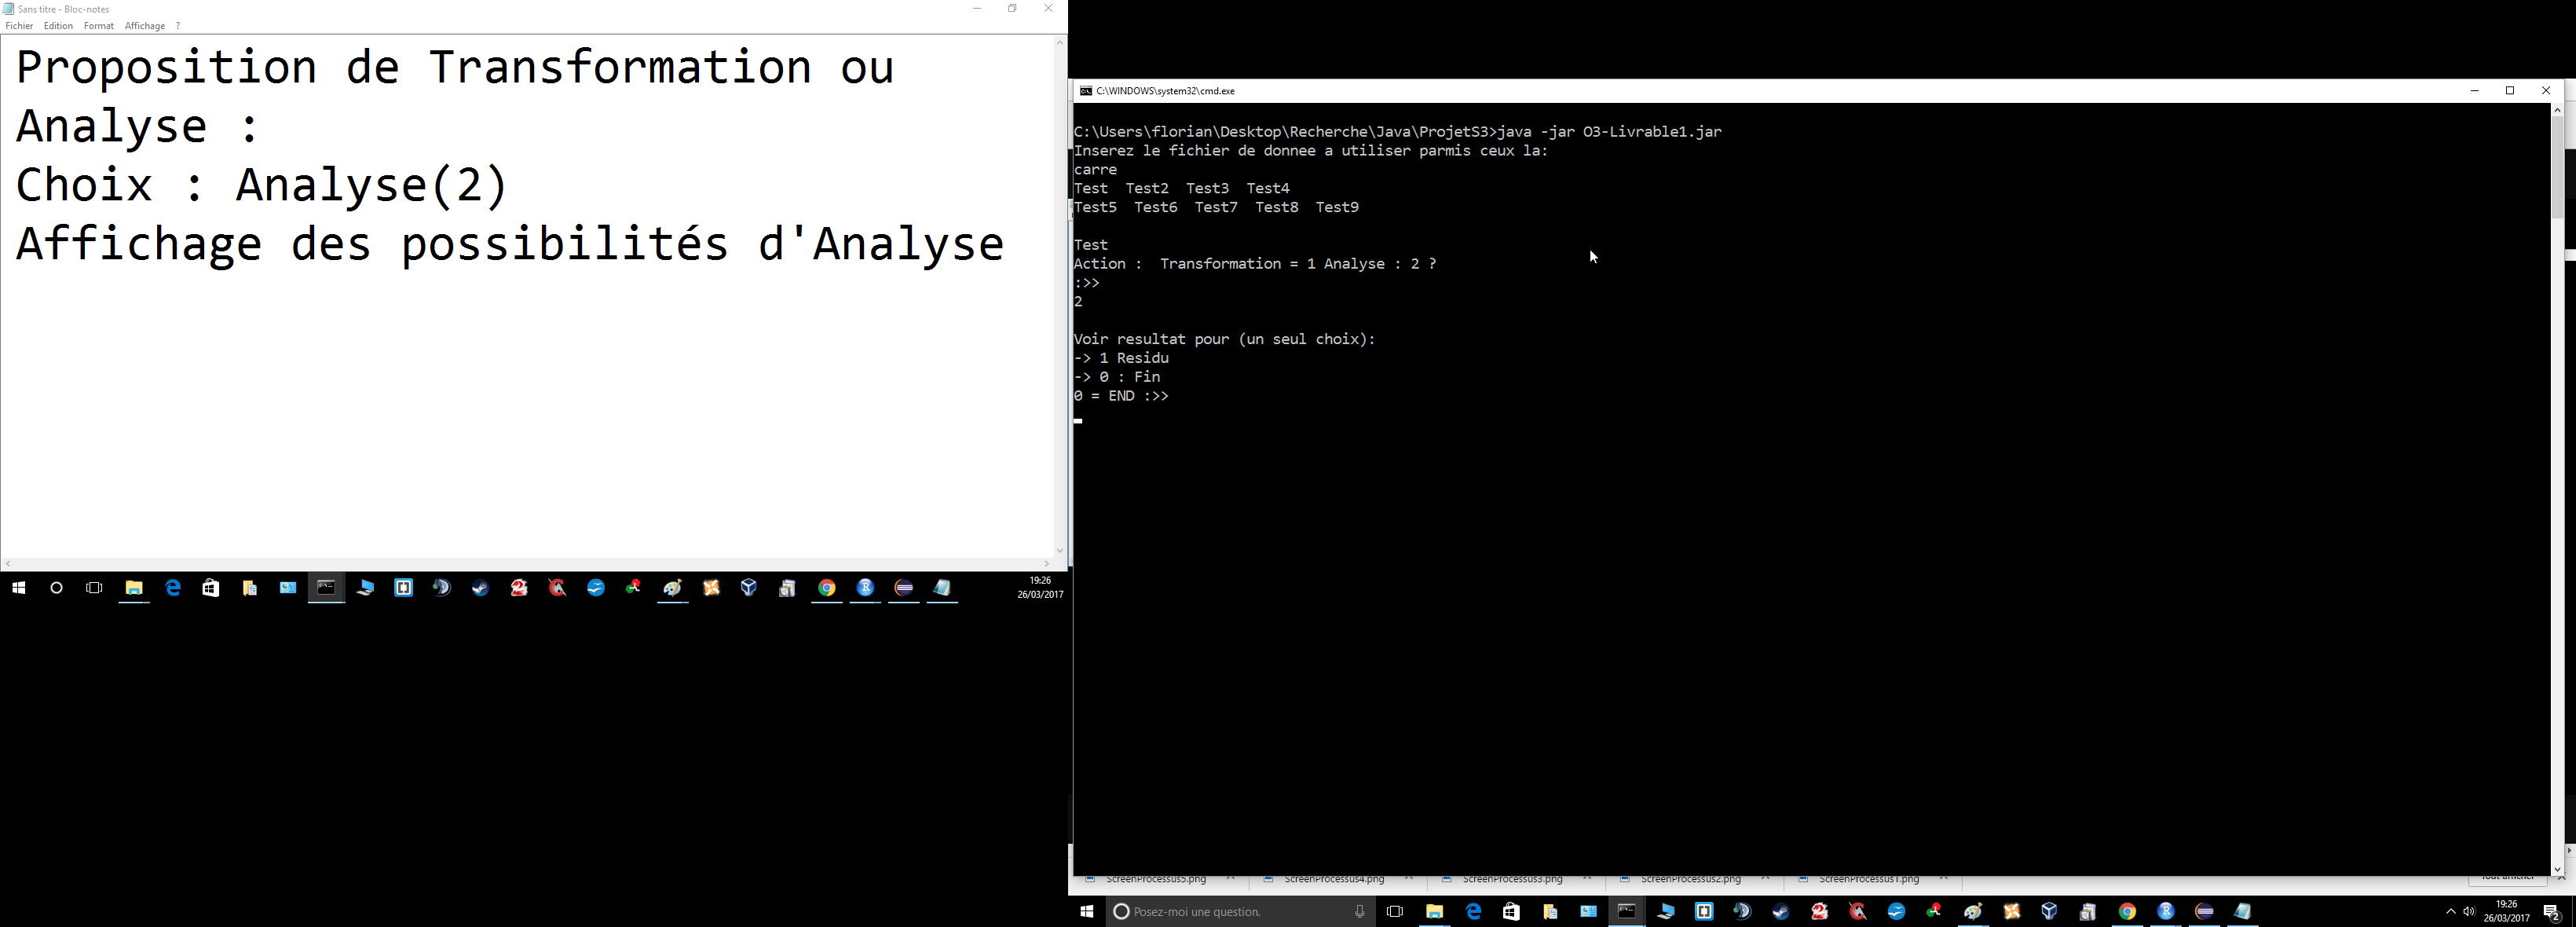 Sans titre - Bloc-notes
Fichier Edition Format Affichage ?
Proposition de Transformation ou
Analyse :
Choix : Analyse(2)
Affichage des possibilités d'Analyse
19:26
26/03/2017
C:\WINDOWS\system32\cmd.exe
C:\Users\florian\Desktop\Recherche\Java\ProjetS3>java -jar O3-Livrable1.jar
Inserez le fichier de donnee a utiliser parmis ceux la:
carre
Test Test2 Test3 Test4
Test5 Test6 Test7 Test8 Test9
Test
Action : Transformation = 1 Analyse : 2 ?
:>>
2
Voir resultat pour (un seul choix):
-> 1 Residu
-> 0 : Fin
0 = END :>>
ScreenProcessus5.png ScreenProcessus4.png ScreenProcessus3.png ScreenProcessus2.png ScreenProcessus1.png Tout afficher
Posez-moi une question.
19:26
26/03/2017
2